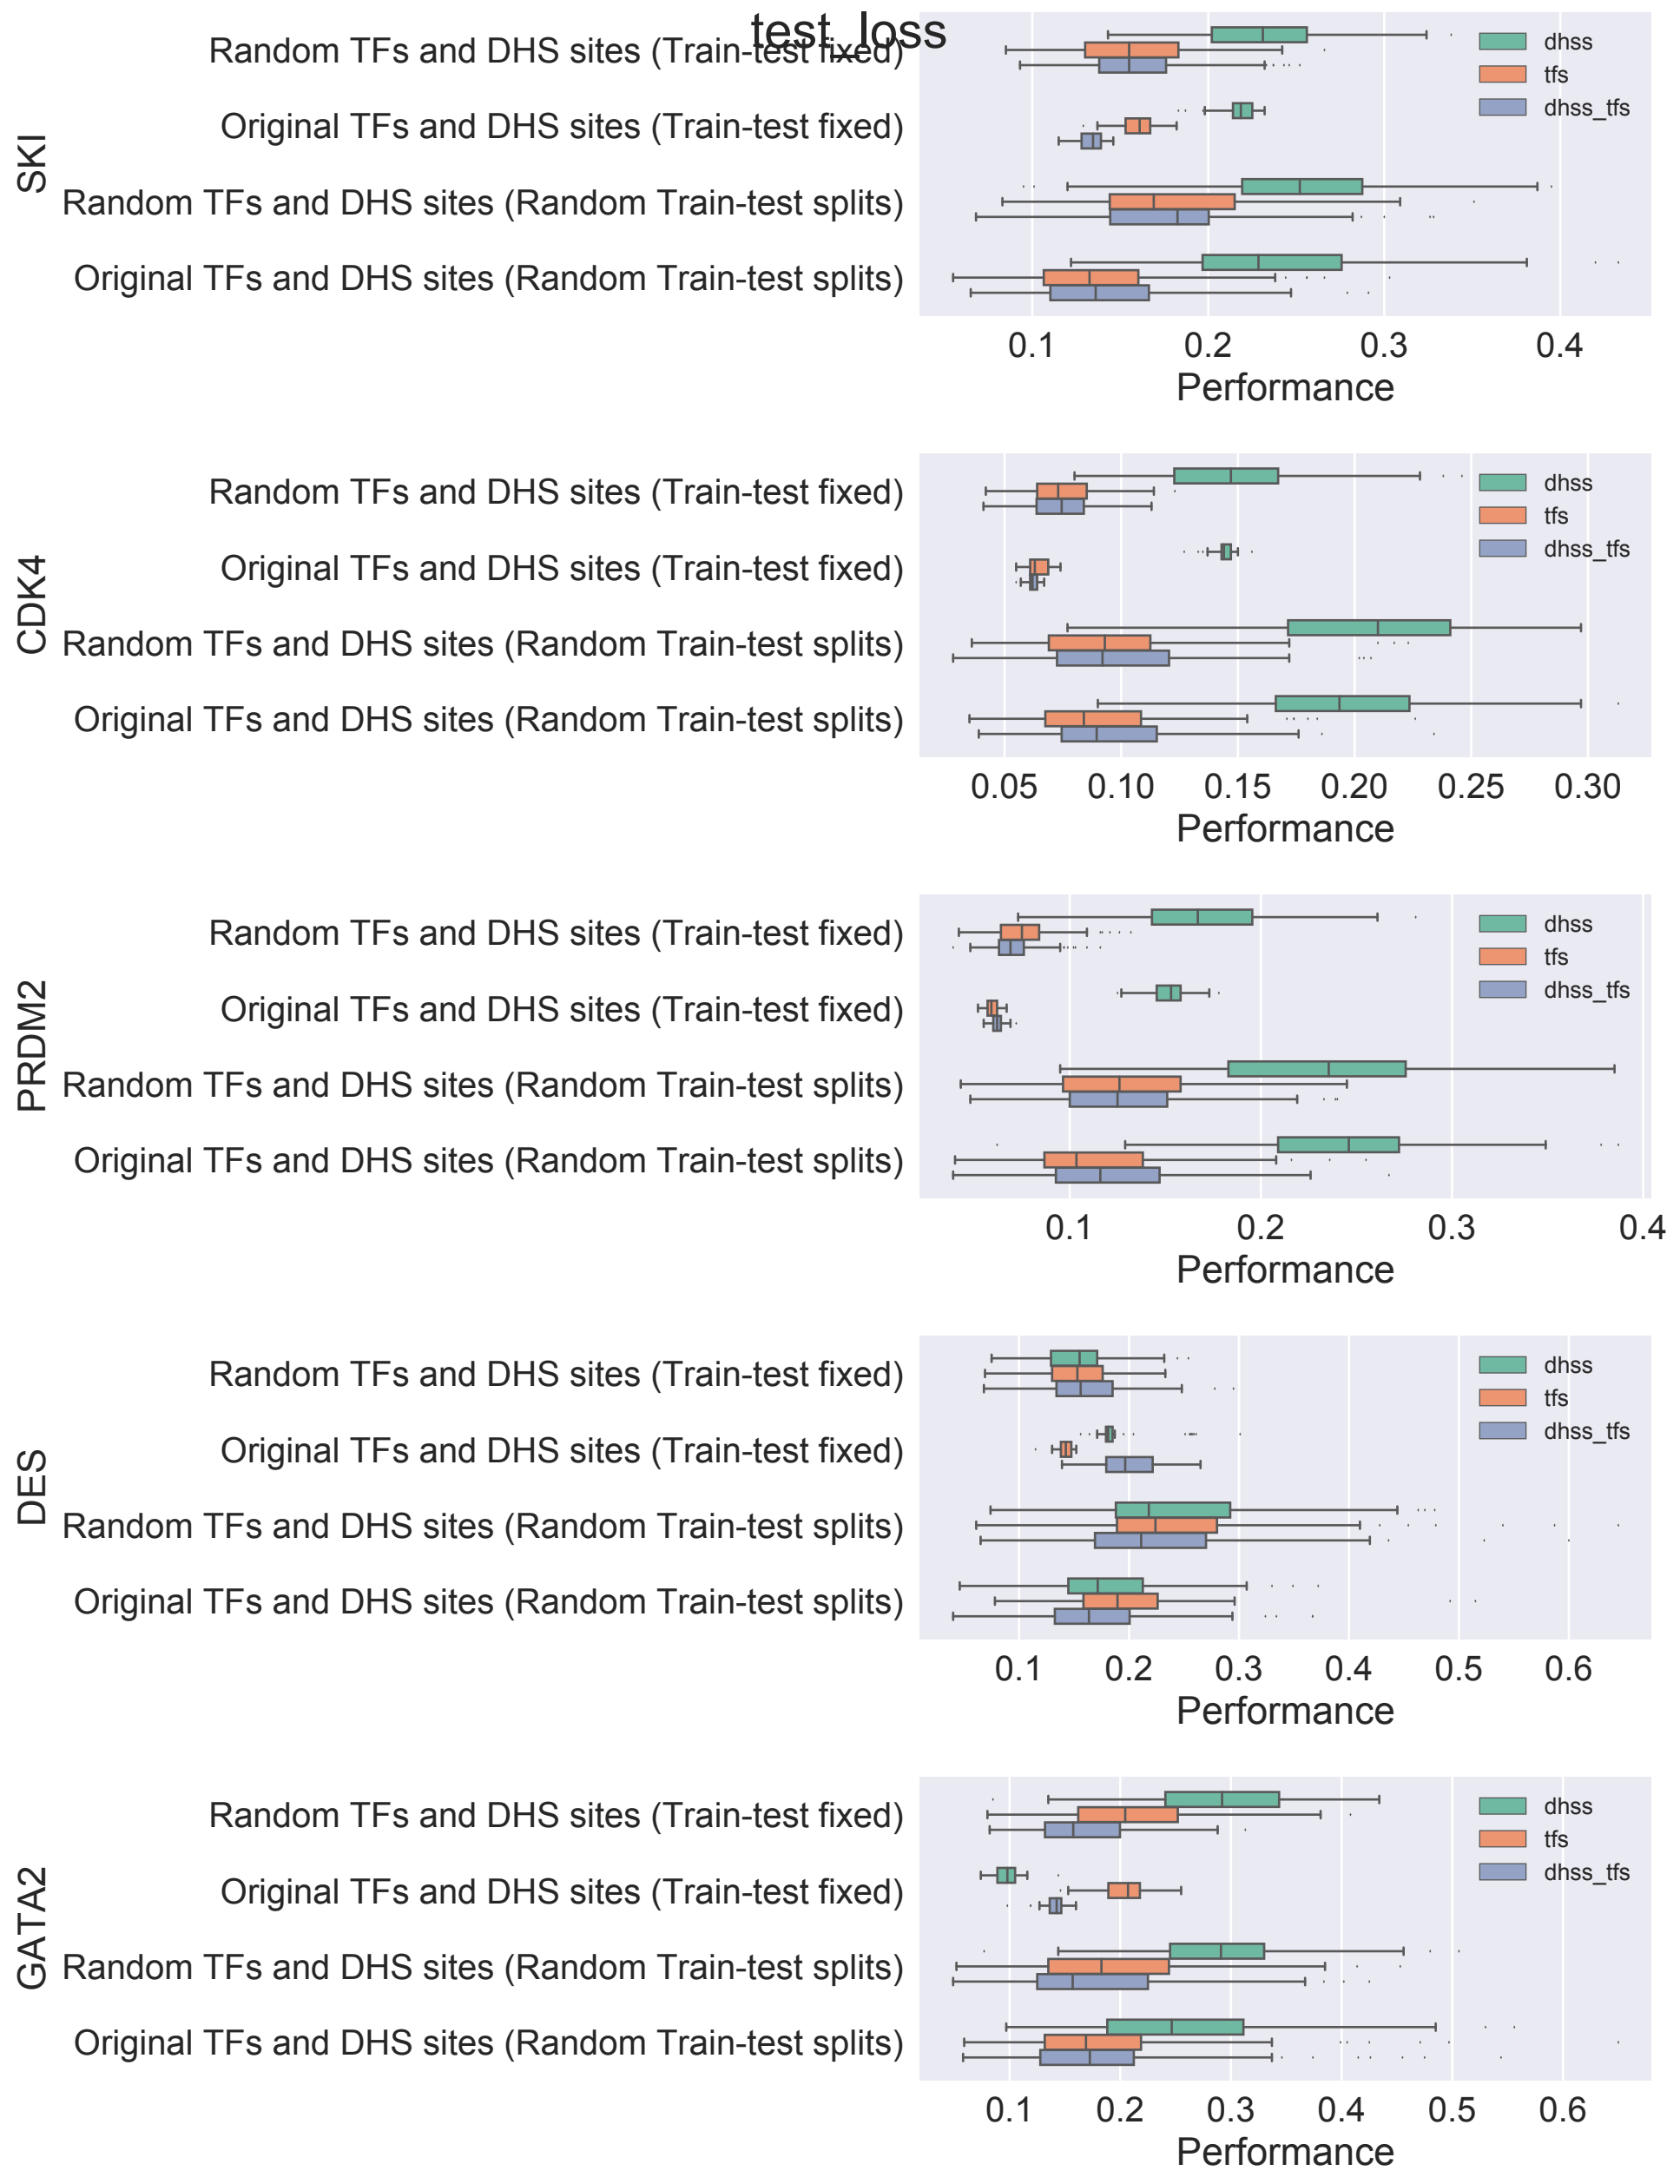 test_loss
SKI
Random TFs and DHS sites (Train-test fixed)
Original TFs and DHS sites (Train-test fixed)
Random TFs and DHS sites (Random Train-test splits)
Original TFs and DHS sites (Random Train-test splits)
dhss
tfs
dhss_tfs
0.1 0.2 0.3 0.4
Performance
CDK4
Random TFs and DHS sites (Train-test fixed)
Original TFs and DHS sites (Train-test fixed)
Random TFs and DHS sites (Random Train-test splits)
Original TFs and DHS sites (Random Train-test splits)
dhss
tfs
dhss_tfs
0.05 0.10 0.15 0.20 0.25 0.30
Performance
PRDM2
Random TFs and DHS sites (Train-test fixed)
Original TFs and DHS sites (Train-test fixed)
Random TFs and DHS sites (Random Train-test splits)
Original TFs and DHS sites (Random Train-test splits)
dhss
tfs
dhss_tfs
0.1 0.2 0.3 0.4
Performance
DES
Random TFs and DHS sites (Train-test fixed)
Original TFs and DHS sites (Train-test fixed)
Random TFs and DHS sites (Random Train-test splits)
Original TFs and DHS sites (Random Train-test splits)
dhss
tfs
dhss_tfs
0.1 0.2 0.3 0.4 0.5 0.6
Performance
GATA2
Random TFs and DHS sites (Train-test fixed)
Original TFs and DHS sites (Train-test fixed)
Random TFs and DHS sites (Random Train-test splits)
Original TFs and DHS sites (Random Train-test splits)
dhss
tfs
dhss_tfs
0.1 0.2 0.3 0.4 0.5 0.6
Performance